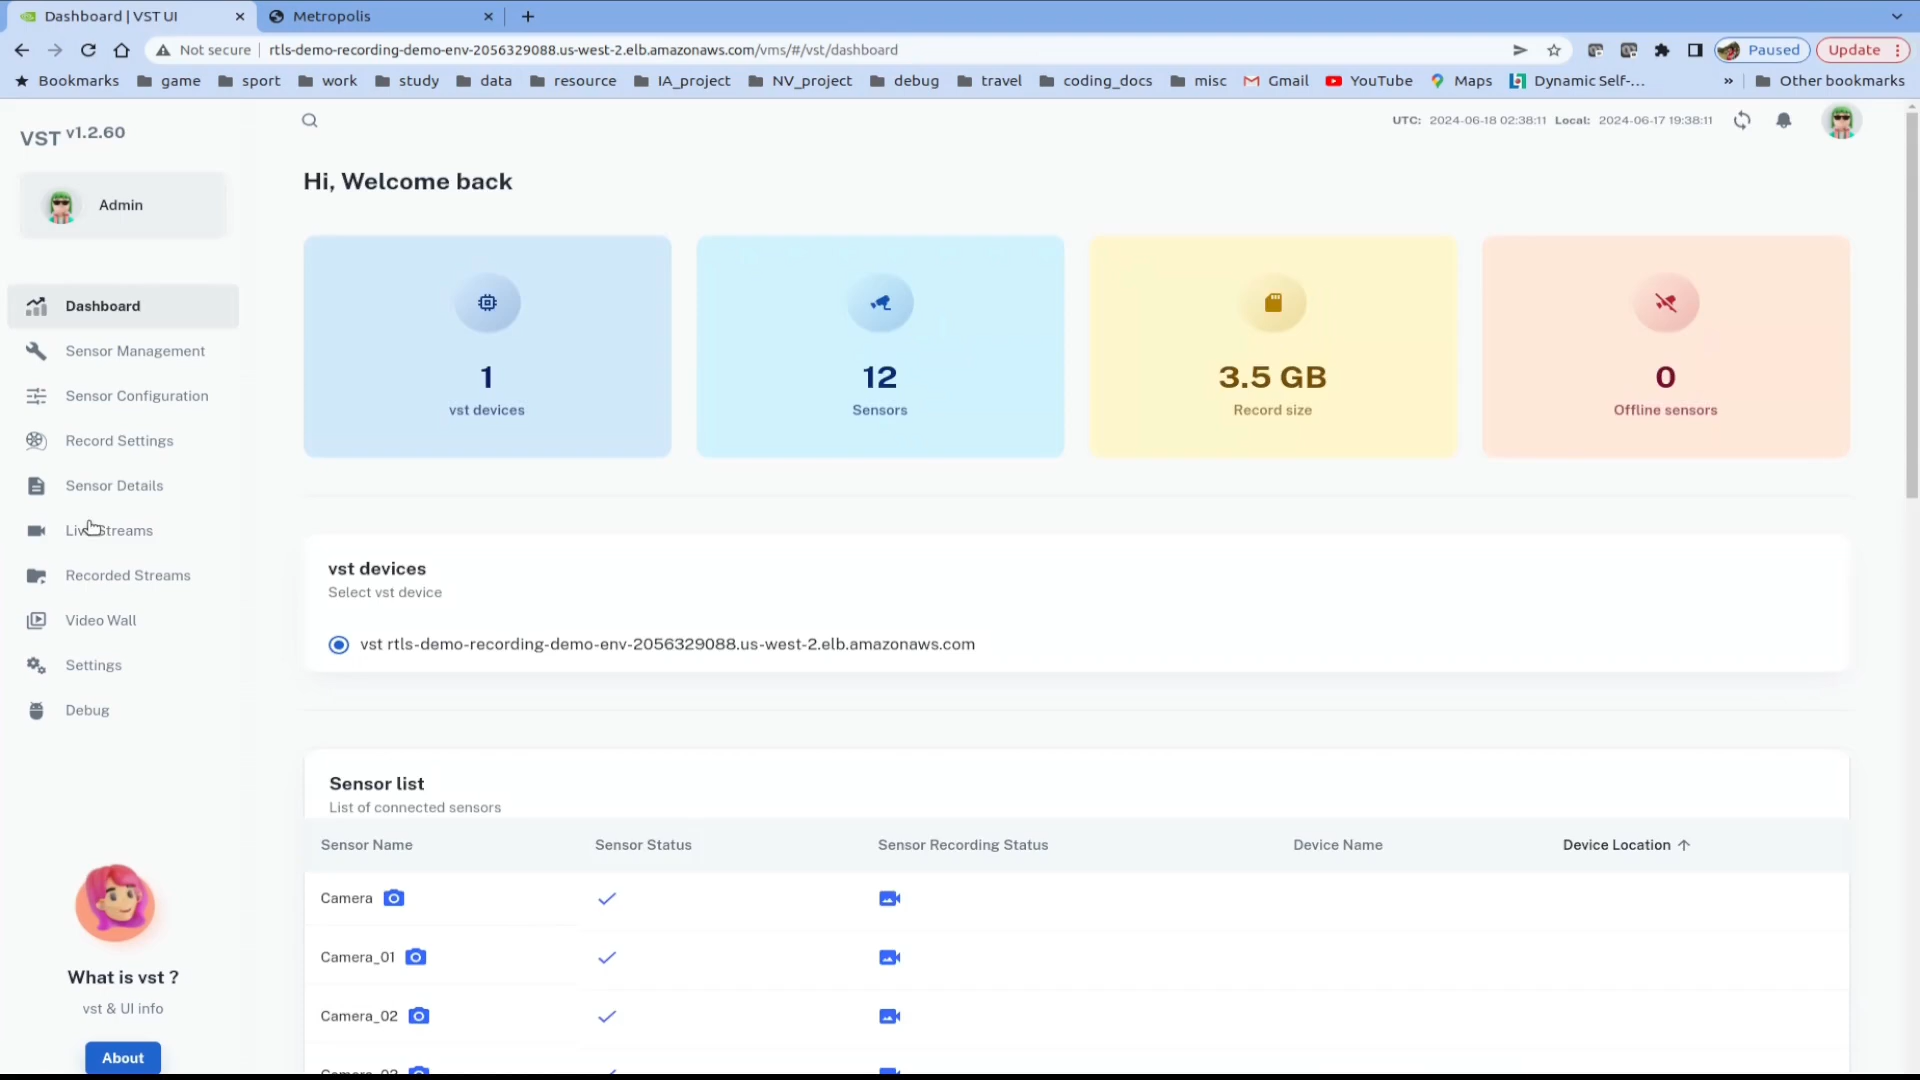 Dashboard | VST UI
Metropolis
Not secure
rtls-demo-recording-demo-env-2056329088.us-west-2.elb.amazonaws.com/vms/#/vst/dashboard
Paused
Update
Bookmarks
game
sport
work
study
data
resource
IA_project
NV_project
debug
travel
coding_docs
misc
Gmail
YouTube
Maps
Dynamic Self-...
»
Other bookmarks
VST v1.2.60
UTC: 2024-06-18 02:38:11 Local: 2024-06-17 19:38:11
Admin
Dashboard
Sensor Management
Sensor Configuration
Record Settings
Sensor Details
Live Streams
Recorded Streams
Video Wall
Settings
Debug
What is vst ?
vst & UI info
About
Hi, Welcome back
1
vst devices
12
Sensors
3.5 GB
Record size
0
Offline sensors
vst devices
Select vst device
vst rtls-demo-recording-demo-env-2056329088.us-west-2.elb.amazonaws.com
Sensor list
List of connected sensors
Sensor Name
Sensor Status
Sensor Recording Status
Device Name
Device Location
Camera
Camera_01
Camera_02